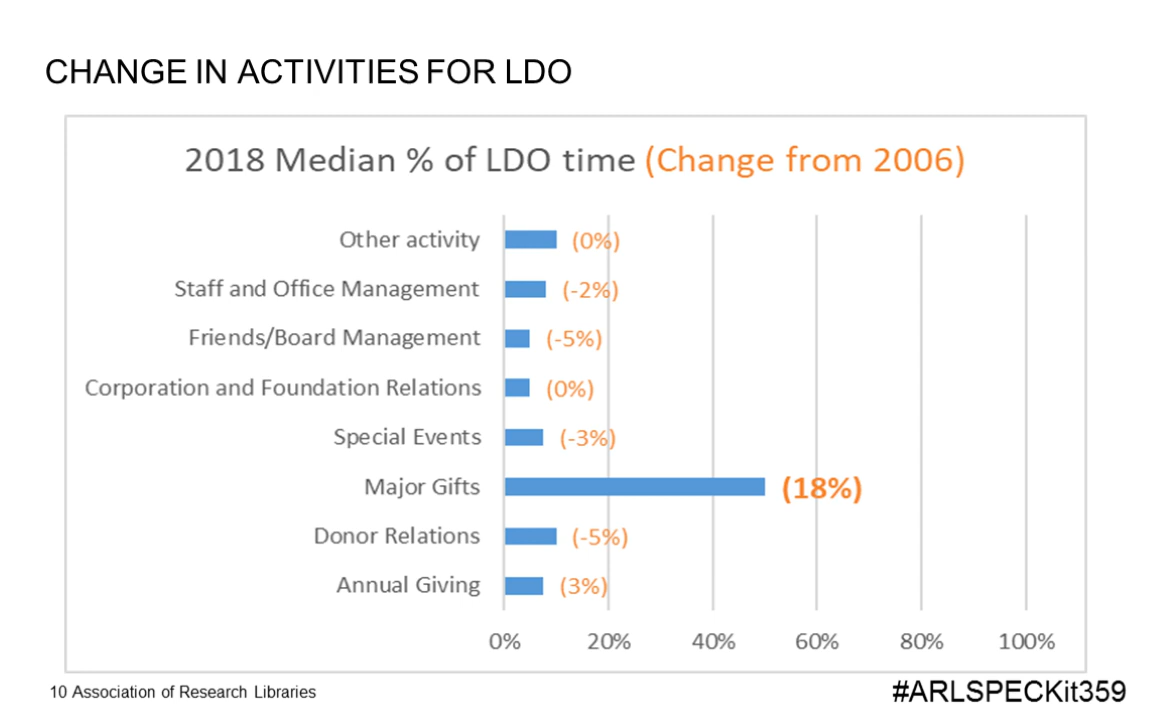 CHANGE IN ACTIVITIES FOR LDO
2018 Median % of LDO time (Change from 2006)
Other activity (0%)
Staff and Office Management (-2%)
Friends/Board Management (-5%)
Corporation and Foundation Relations (0%)
Special Events (-3%)
Major Gifts (18%)
Donor Relations (-5%)
Annual Giving (3%)
0% 20% 40% 60% 80% 100%
10 Association of Research Libraries
#ARLSPECKit359